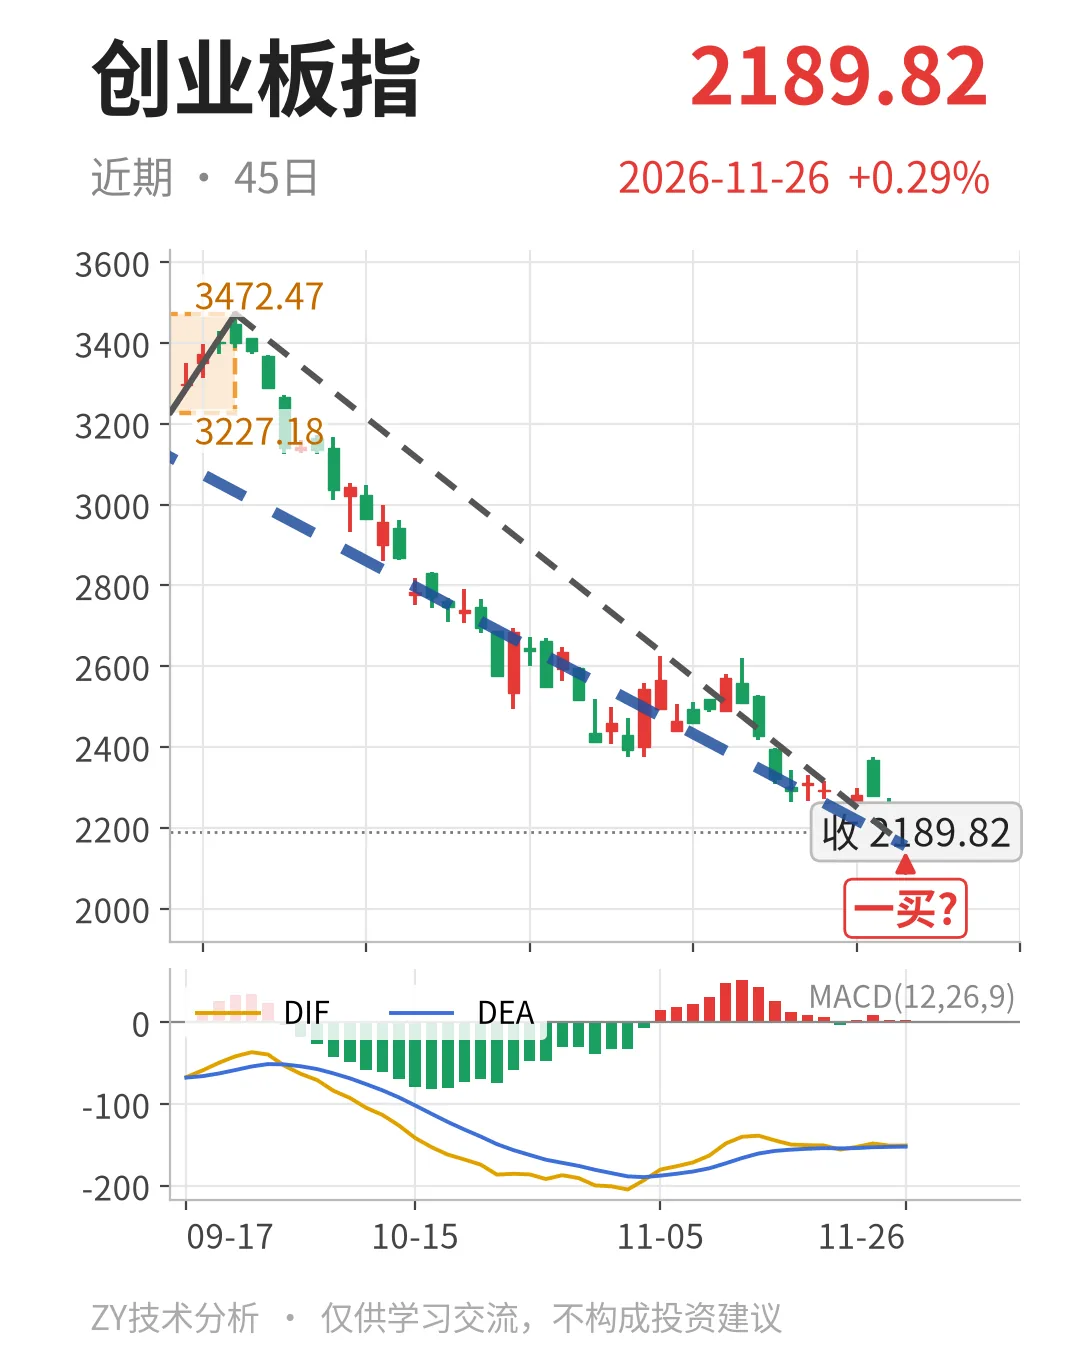 创业板指 2189.82
近期 • 45日 2026-11-26 +0.29%
3600
3472.47
3400
3227.18
3200
3000
2800
2600
2400
2200
收 2189.82
一买?
2000
DIF DEA MACD(12,26,9)
0
-100
-200
09-17 10-15 11-05 11-26
ZY技术分析 • 仅供学习交流，不构成投资建议